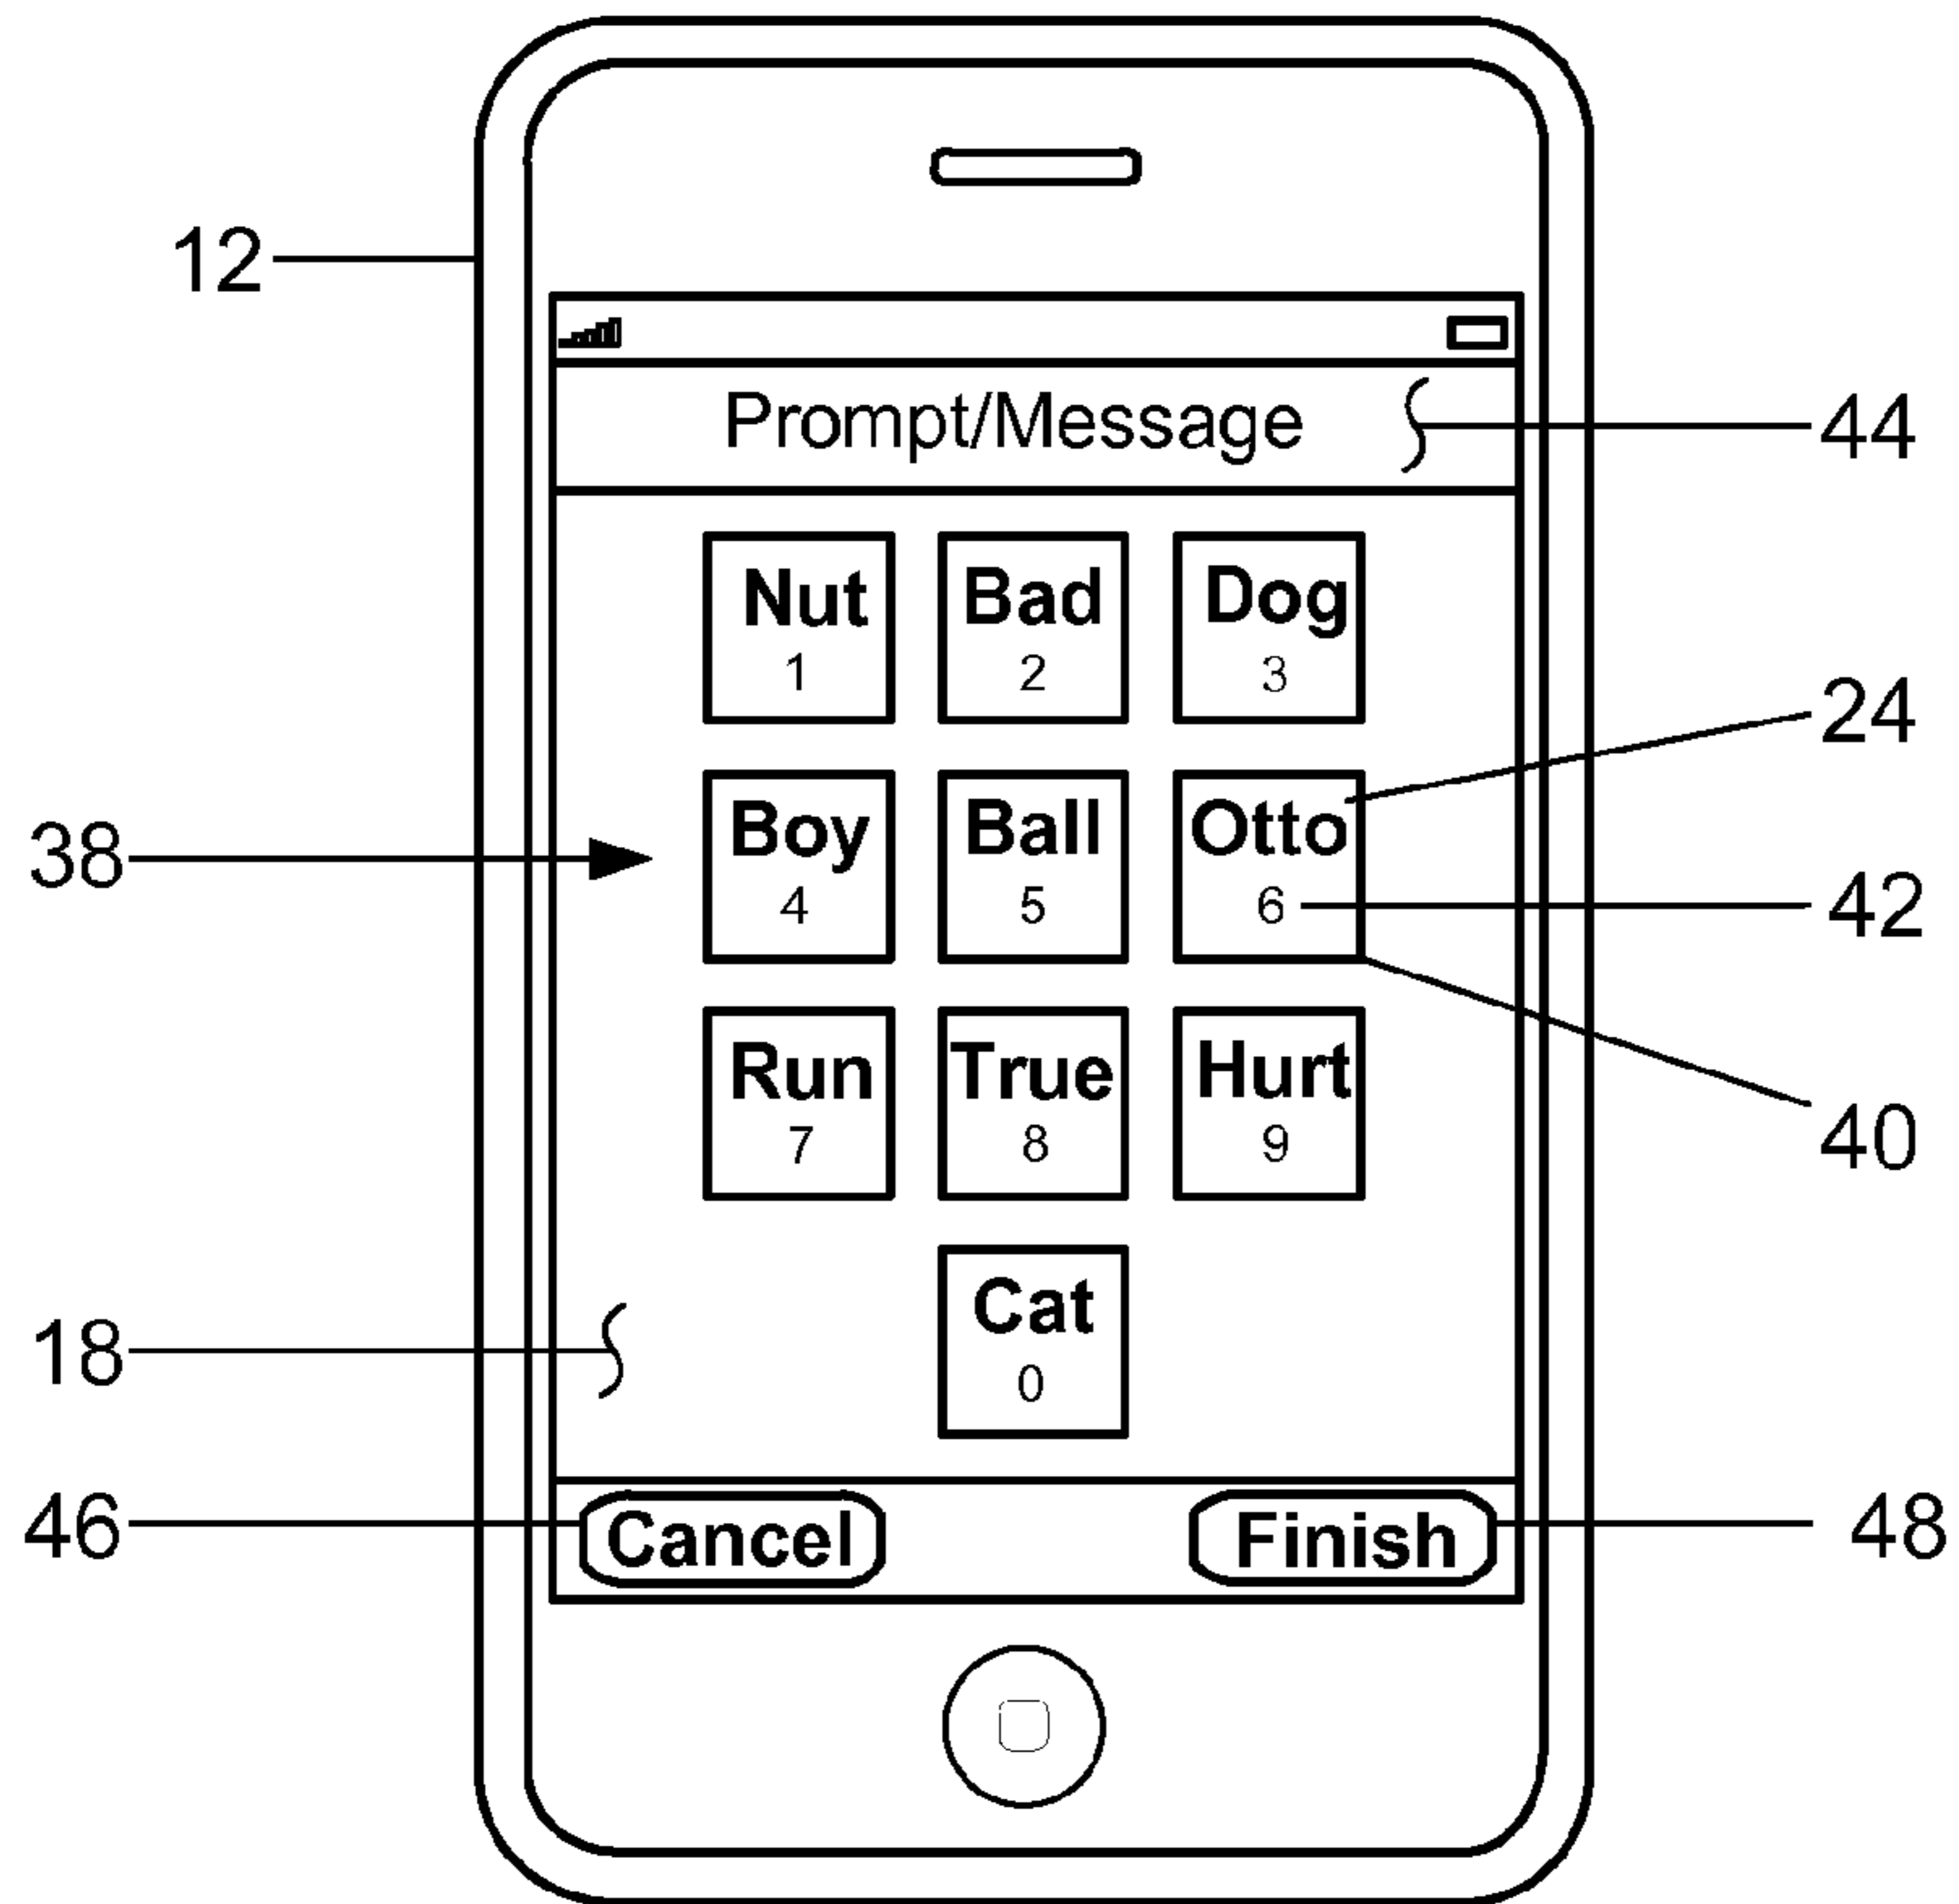 12
Prompt/Message
44
Nut Bad Dog
1 2 3
24
Boy Ball Otto
38
4 5 6
42
Run True Hurt
7 8 9
40
Cat
0
18
46
Cancel Finish
48